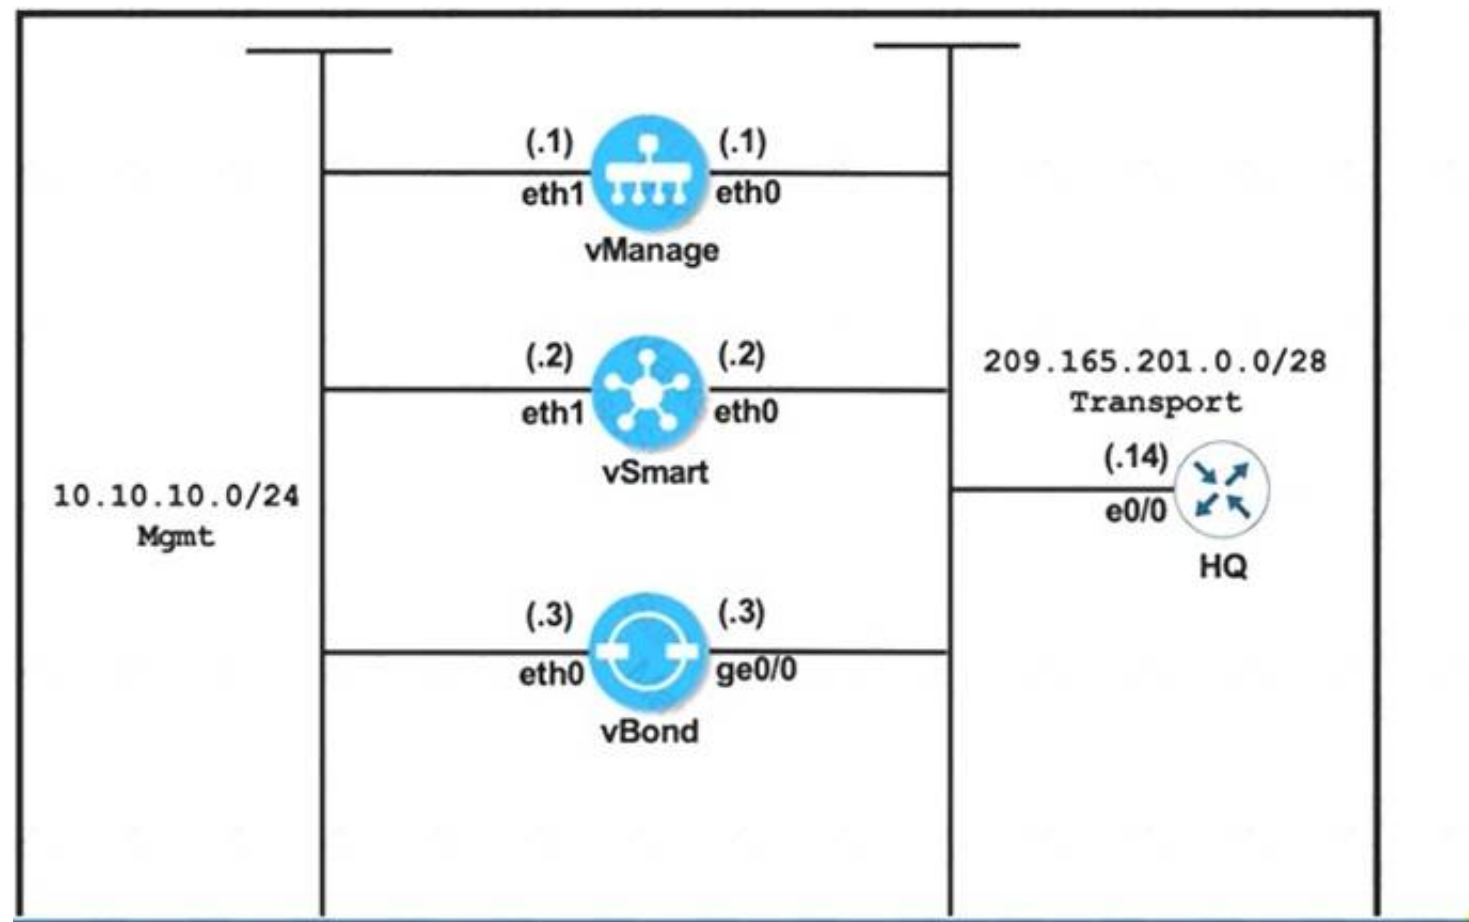 (.1)
(.1)
eth1
eth0
vManage
(.2)
(.2)
eth1
eth0
vSmart
209.165.201.0.0/28
Transport
(.14)
e0/0
HQ
10.10.10.0/24
Mgmt
(.3)
(.3)
eth0
ge0/0
vBond